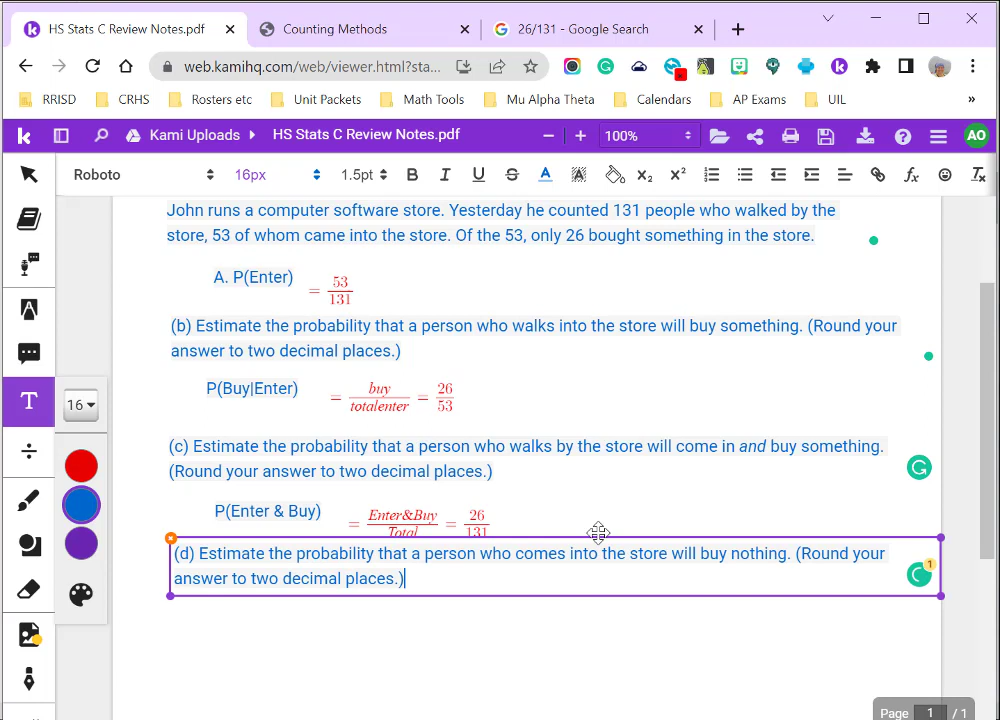 HS Stats C Review Notes.pdf
Counting Methods
26/131 - Google Search
web.kamihq.com/web/viewer.html?sta...
RRISD
CRHS
Rosters etc
Unit Packets
Math Tools
Mu Alpha Theta
Calendars
AP Exams
UIL
»
k
Kami Uploads
HS Stats C Review Notes.pdf
100%
AO
Roboto
16px
1.5pt
B I U S A
John runs a computer software store. Yesterday he counted 131 people who walked by the
store, 53 of whom came into the store. Of the 53, only 26 bought something in the store.
A. P(Enter) = 53/131
(b) Estimate the probability that a person who walks into the store will buy something. (Round your
answer to two decimal places.)
P(Buy|Enter) = buy/totalenter = 26/53
(c) Estimate the probability that a person who walks by the store will come in and buy something.
(Round your answer to two decimal places.)
P(Enter & Buy) = Enter&Buy/Total = 26/131
(d) Estimate the probability that a person who comes into the store will buy nothing. (Round your
answer to two decimal places.)
1
T
16
Page 1 / 1